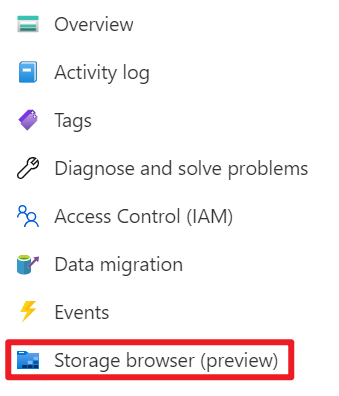 Overview
Activity log
Tags
Diagnose and solve problems
Access Control (IAM)
Data migration
Events
Storage browser (preview)